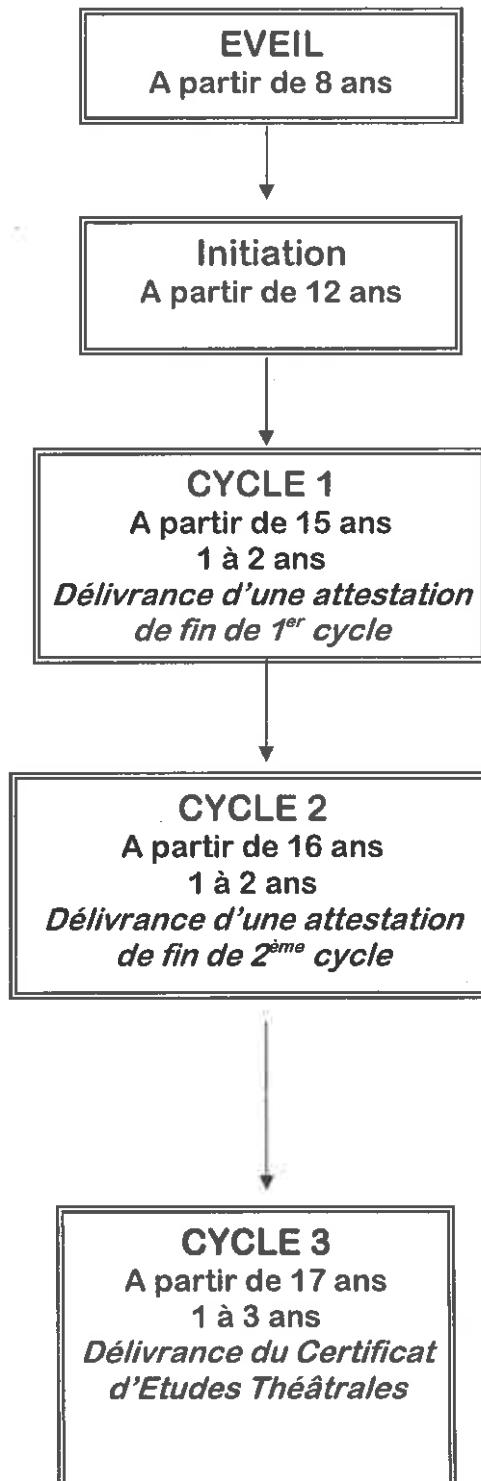 EVEIL
A partir de 8 ans
Initiation
A partir de 12 ans
CYCLE 1
A partir de 15 ans
1 à 2 ans
Délivrance d'une attestation
de fin de 1er cycle
CYCLE 2
A partir de 16 ans
1 à 2 ans
Délivrance d'une attestation
de fin de 2ème cycle
CYCLE 3
A partir de 17 ans
1 à 3 ans
Délivrance du Certificat
d'Etudes Théâtrales